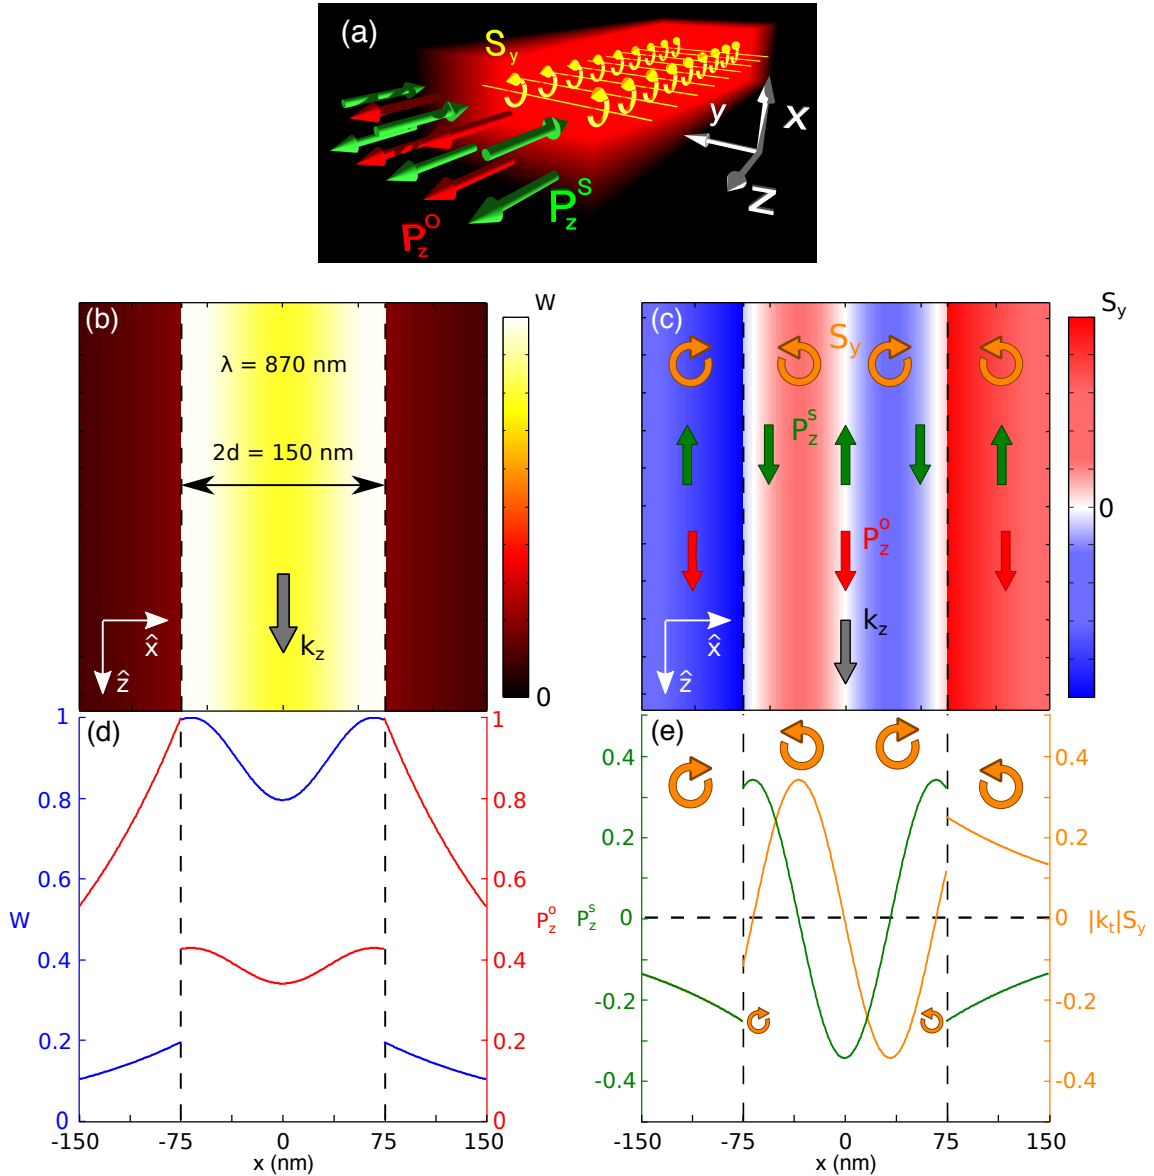 (a)
S_y
y
x
z
P_z^S
P_z^O
(b)
W
λ = 870 nm
2d = 150 nm
k_z
x̂
ẑ
0
(c)
S_y
S_y
P_z^s
P_z^o
0
k_z
x̂
ẑ
(d)
1
0.8
0.6
0.4
0.2
0
W
1
0.8
0.6
0.4
0.2
0
P_z^o
-150
-75
0
75
150
x (nm)
(e)
0.4
0.2
0
-0.2
-0.4
P_z^s
0.4
0.2
0
-0.2
-0.4
|k_t|S_y
-150
-75
0
75
150
x (nm)